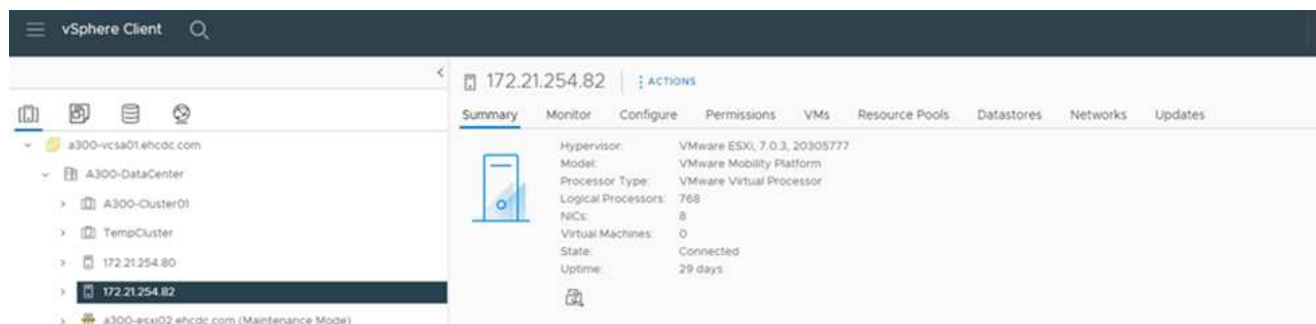 vSphere Client
172.21.254.82 ACTIONS
Summary Monitor Configure Permissions VMs Resource Pools Datastores Networks Updates
a300-vcsa01.ehcdc.com
A300-DataCenter
A300-Cluster01
TempCluster
172.21.254.80
172.21.254.82
a300-esxi02.ehcdc.com (Maintenance Mode)
Hypervisor: VMware ESXi, 7.0.3, 20305777
Model: VMware Mobility Platform
Processor Type: VMware Virtual Processor
Logical Processors: 768
NICs: 8
Virtual Machines: 0
State: Connected
Uptime: 29 days